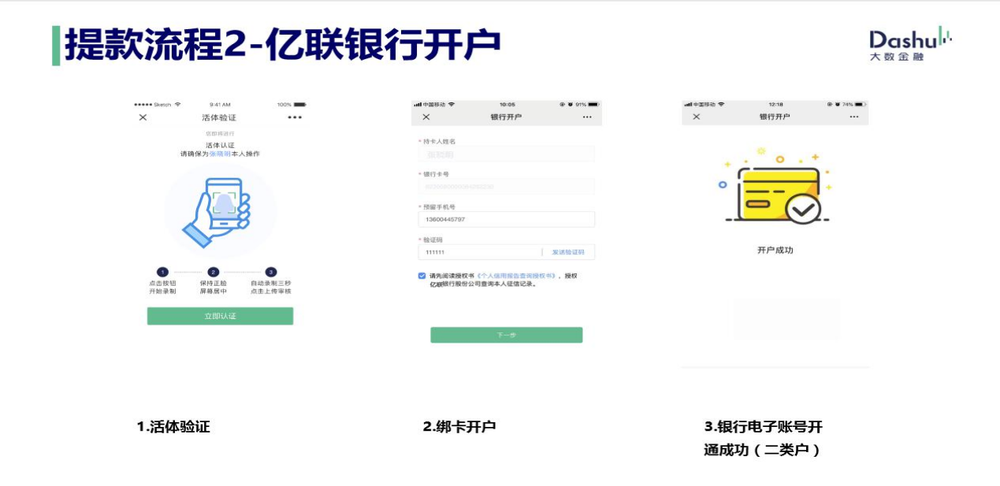 提款流程2-亿联银行开户
Dashu
大数金融
Sketch 9:41 AM 100%
活体验证
您即将进行
活体认证
请确保为张晓明本人操作
1 2 3
点击按钮 保持正脸 自动录制三秒
开始录制 屏幕居中 点击上传审核
立即认证
中国移动 10:05 91%
银行开户
* 持卡人姓名
* 银行卡号
* 预留手机号
13600445797
* 验证码
111111 发送验证码
请先阅读授权书《个人信用报告查询授权书》，授权
亿联银行股份公司查询本人征信记录。
下一步
中国移动 12:18 74%
银行开户
开户成功
1.活体验证
2.绑卡开户
3.银行电子账号开
通成功（二类户）